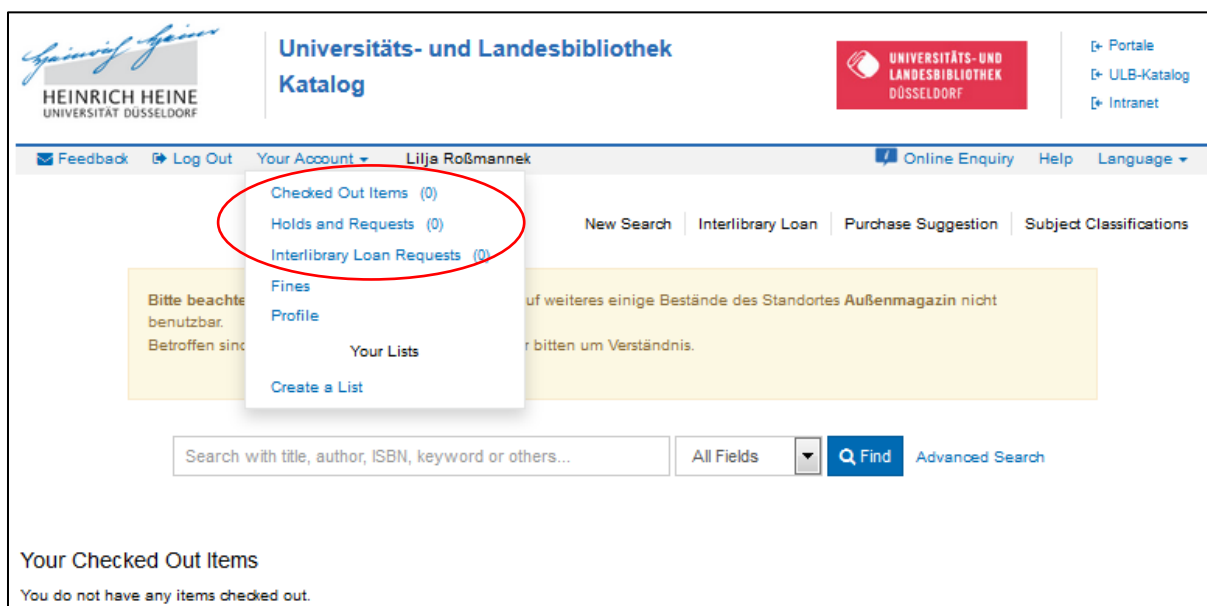 Heinrich Heine
HEINRICH HEINE
UNIVERSITÄT DÜSSELDORF
Universitäts- und Landesbibliothek
Katalog
UNIVERSITÄTS- UND
LANDESBIBLIOTHEK
DÜSSELDORF
Portale
ULB-Katalog
Intranet
Feedback Log Out Your Account Lilja Roßmannek Online Enquiry Help Language
Checked Out Items (0)
Holds and Requests (0)
Interlibrary Loan Requests (0)
Fines
Profile
Your Lists
Create a List
New Search Interlibrary Loan Purchase Suggestion Subject Classifications
Bitte beachte uf weiteres einige Bestände des Standortes Außenmagazin nicht
benutzbar.
Betroffen sind r bitten um Verständnis.
Search with title, author, ISBN, keyword or others... All Fields Find Advanced Search
Your Checked Out Items
You do not have any items checked out.